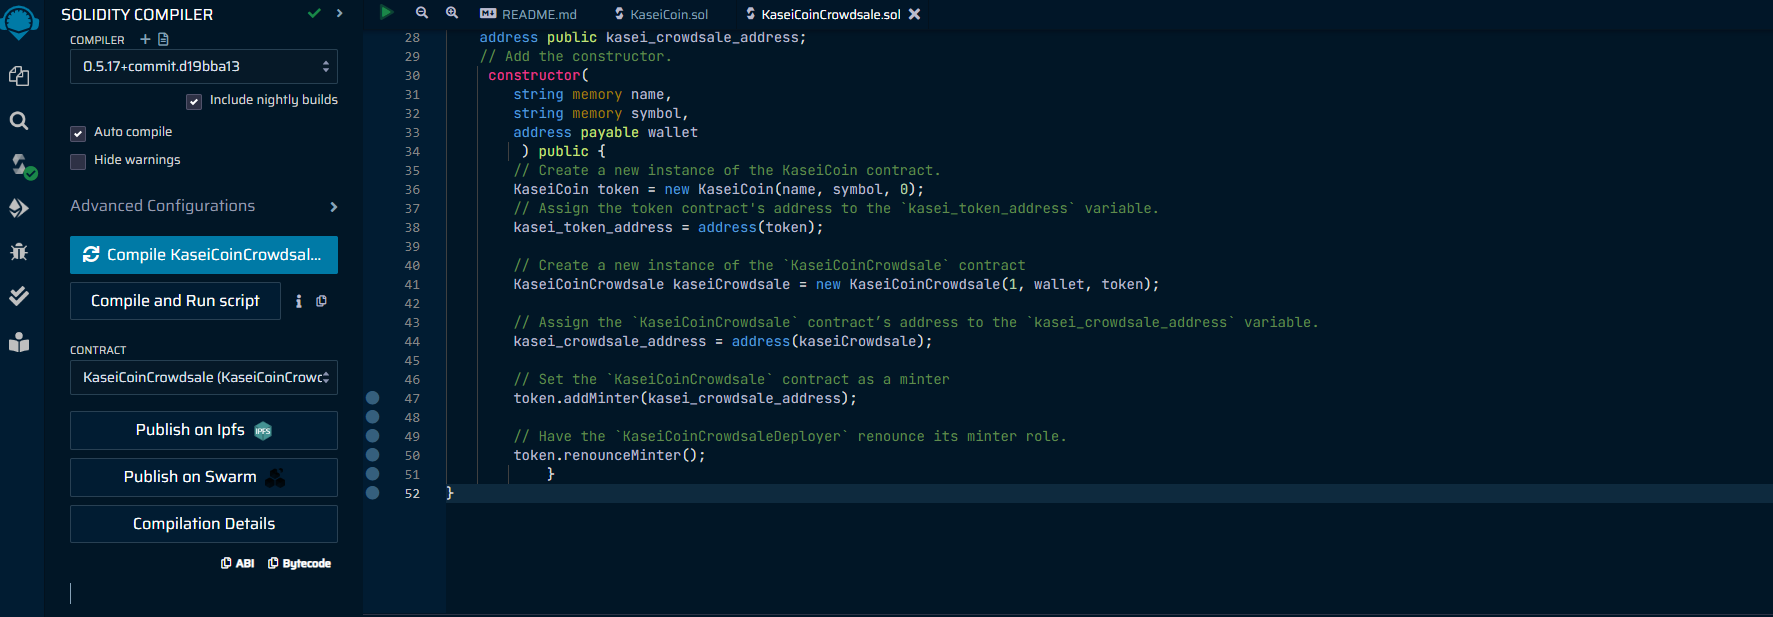 SOLIDITY COMPILER
COMPILER
0.5.17+commit.d19bba13
Include nightly builds
Auto compile
Hide warnings
Advanced Configurations
Compile KaseiCoinCrowdsal...
Compile and Run script
CONTRACT
KaseiCoinCrowdsale (KaseiCoinCrowd
Publish on Ipfs IPFS
Publish on Swarm
Compilation Details
ABI Bytecode
README.md KaseiCoin.sol KaseiCoinCrowdsale.sol
28 address public kasei_crowdsale_address;
29 // Add the constructor.
30 constructor(
31 string memory name,
32 string memory symbol,
33 address payable wallet
34 ) public {
35 // Create a new instance of the KaseiCoin contract.
36 KaseiCoin token = new KaseiCoin(name, symbol, 0);
37 // Assign the token contract's address to the `kasei_token_address` variable.
38 kasei_token_address = address(token);
39
40 // Create a new instance of the `KaseiCoinCrowdsale` contract
41 KaseiCoinCrowdsale kaseiCrowdsale = new KaseiCoinCrowdsale(1, wallet, token);
42
43 // Assign the `KaseiCoinCrowdsale` contract’s address to the `kasei_crowdsale_address` variable.
44 kasei_crowdsale_address = address(kaseiCrowdsale);
45
46 // Set the `KaseiCoinCrowdsale` contract as a minter
47 token.addMinter(kasei_crowdsale_address);
48
49 // Have the `KaseiCoinCrowdsaleDeployer` renounce its minter role.
50 token.renounceMinter();
51 }
52 }